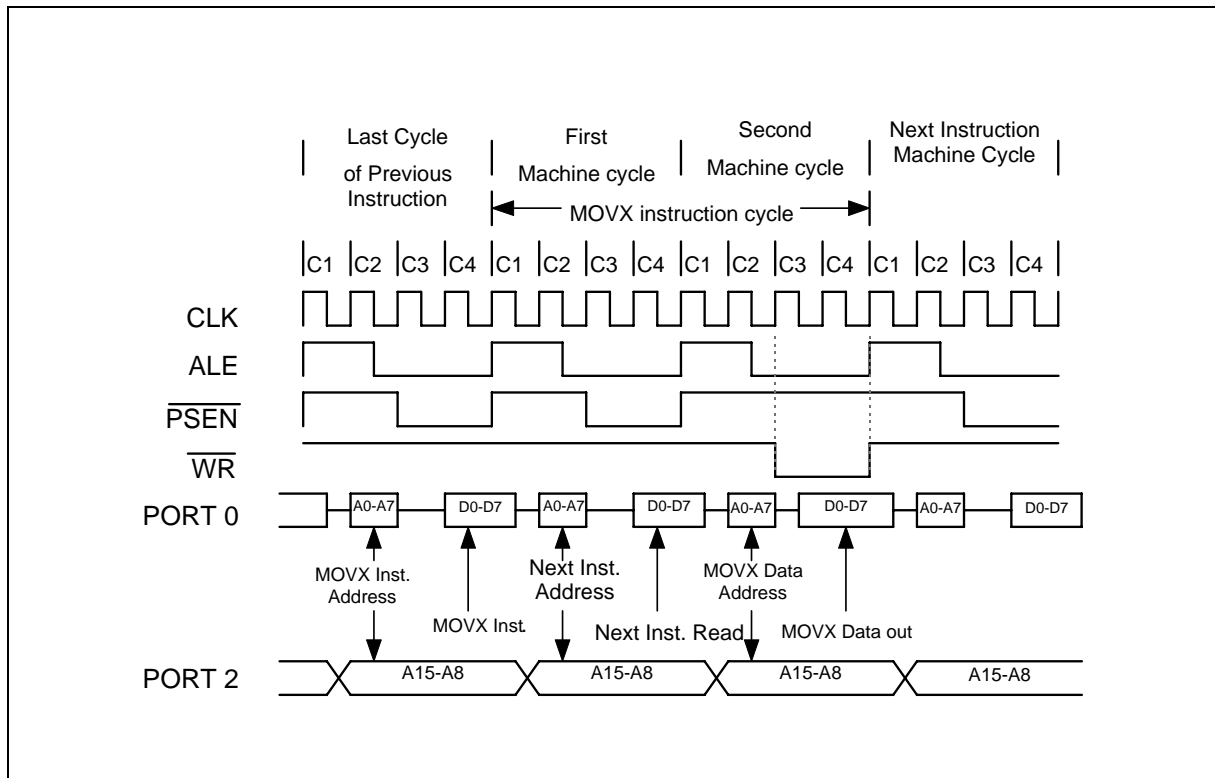 Last Cycle
of Previous
Instruction
First
Machine cycle
Second
Machine cycle
Next Instruction
Machine Cycle
MOVX instruction cycle
C1 C2 C3 C4 C1 C2 C3 C4 C1 C2 C3 C4 C1 C2 C3 C4
CLK
ALE
PSEN
WR
PORT 0
A0-A7 D0-D7 A0-A7 D0-D7 A0-A7 D0-D7 A0-A7 D0-D7
MOVX Inst.
Address
MOVX Inst.
Next Inst.
Address
Next Inst. Read
MOVX Data
Address
MOVX Data out
PORT 2
A15-A8 A15-A8 A15-A8 A15-A8